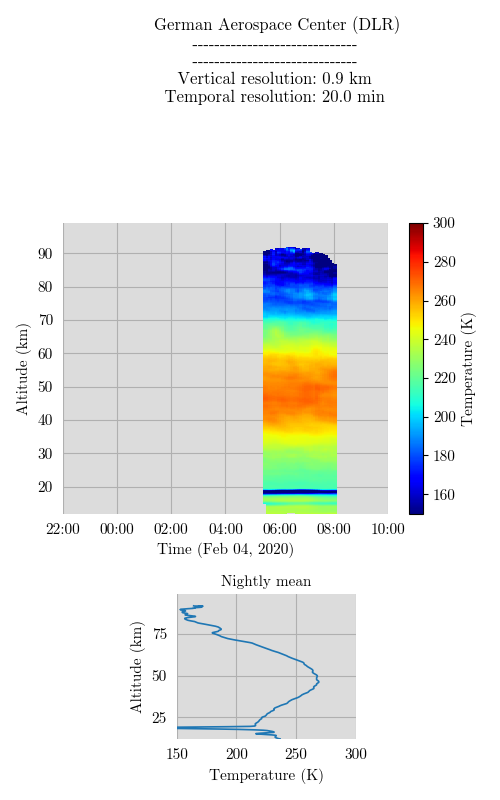 German Aerospace Center (DLR)
------------------------------
------------------------------
Vertical resolution: 0.9 km
Temporal resolution: 20.0 min
90
80
70
60
50
40
30
20
Altitude (km)
22:00 00:00 02:00 04:00 06:00 08:00 10:00
Time (Feb 04, 2020)
300
280
260
240
220
200
180
160
Temperature (K)
Nightly mean
75
50
25
Altitude (km)
150 200 250 300
Temperature (K)